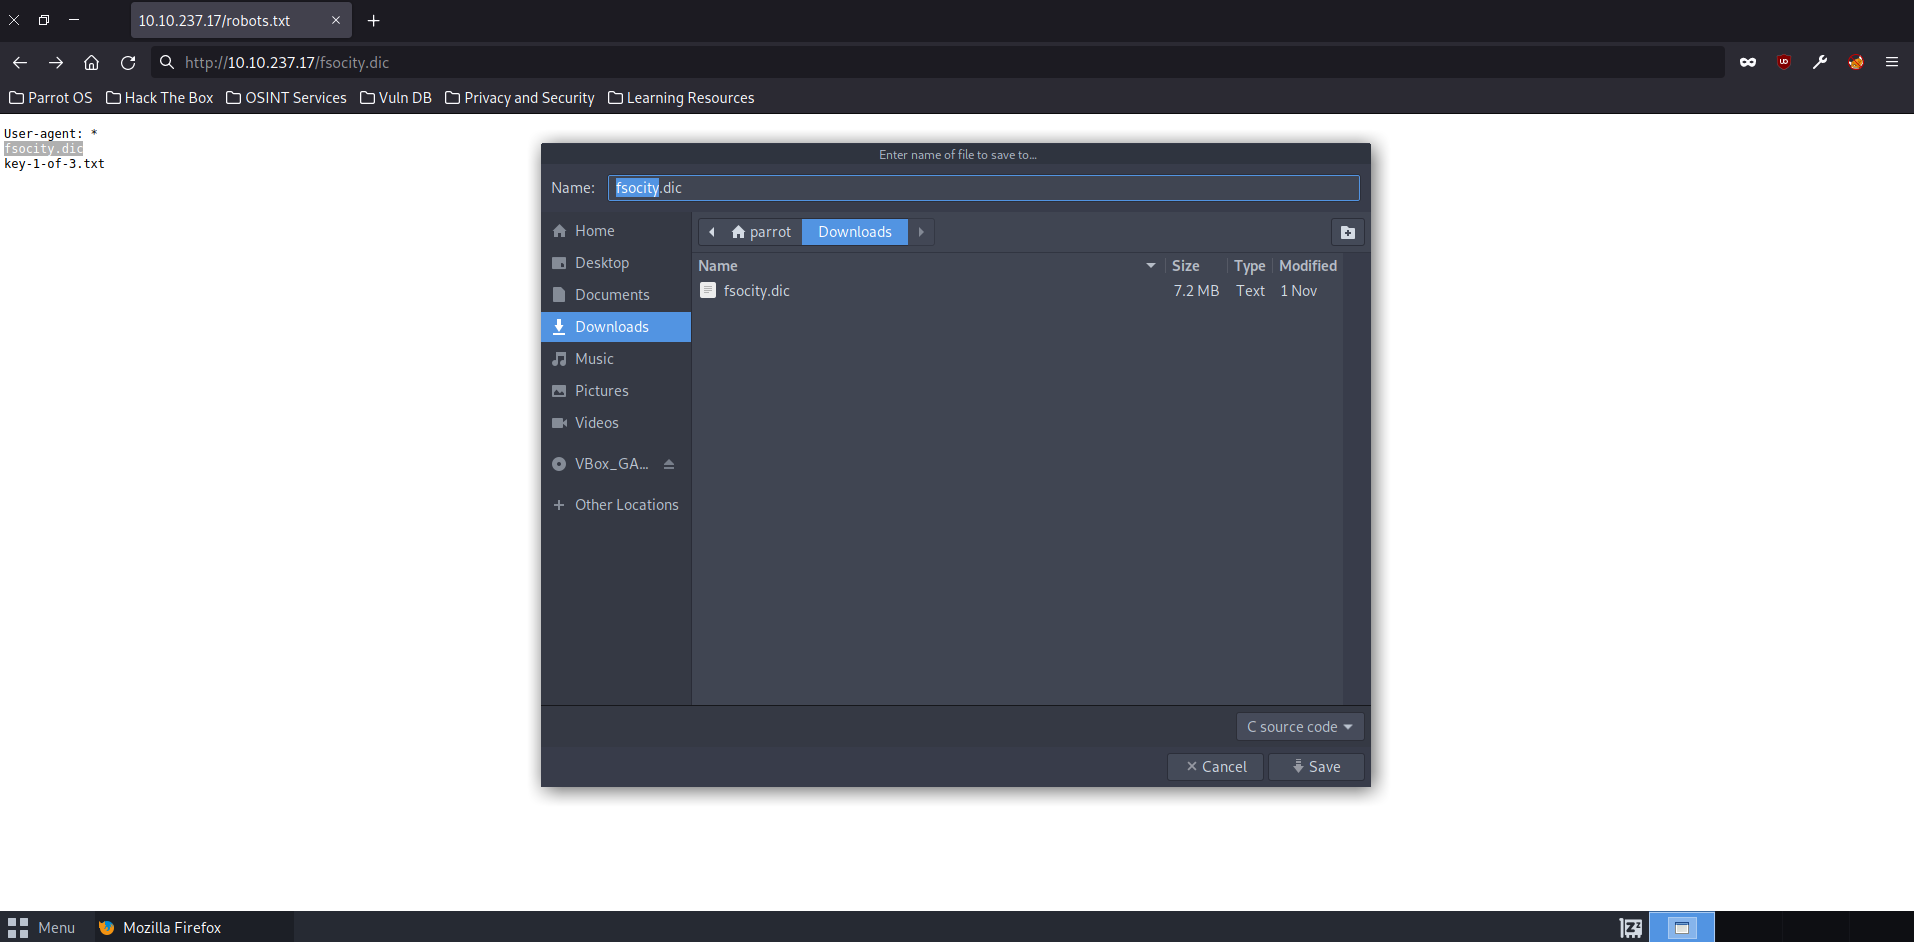 10.10.237.17/robots.txt
http://10.10.237.17/fsocity.dic
Parrot OS Hack The Box OSINT Services Vuln DB Privacy and Security Learning Resources
User-agent: *
fsocity.dic
key-1-of-3.txt
Enter name of file to save to...
Name: fsocity.dic
Home
Desktop
Documents
Downloads
Music
Pictures
Videos
VBox_GA...
Other Locations
parrot Downloads
Name Size Type Modified
fsocity.dic 7.2 MB Text 1 Nov
C source code
Cancel Save
Menu Mozilla Firefox